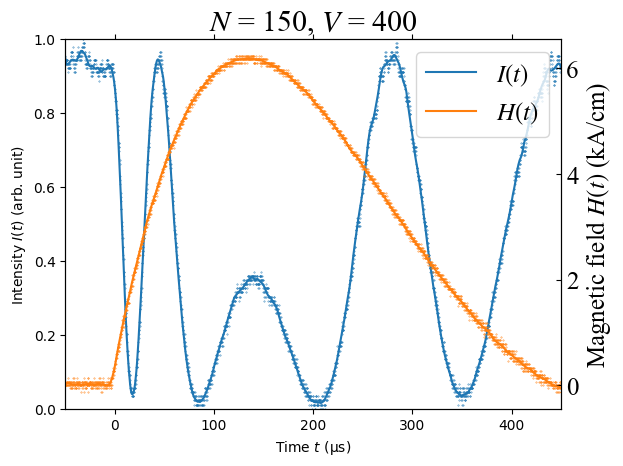 N = 150, V = 400
Intensity I(t) (arb. unit)
1.0
0.8
0.6
0.4
0.2
0.0
I(t)
H(t)
6
4
2
0
Magnetic field H(t) (kA/cm)
0
100
200
300
400
Time t (μs)